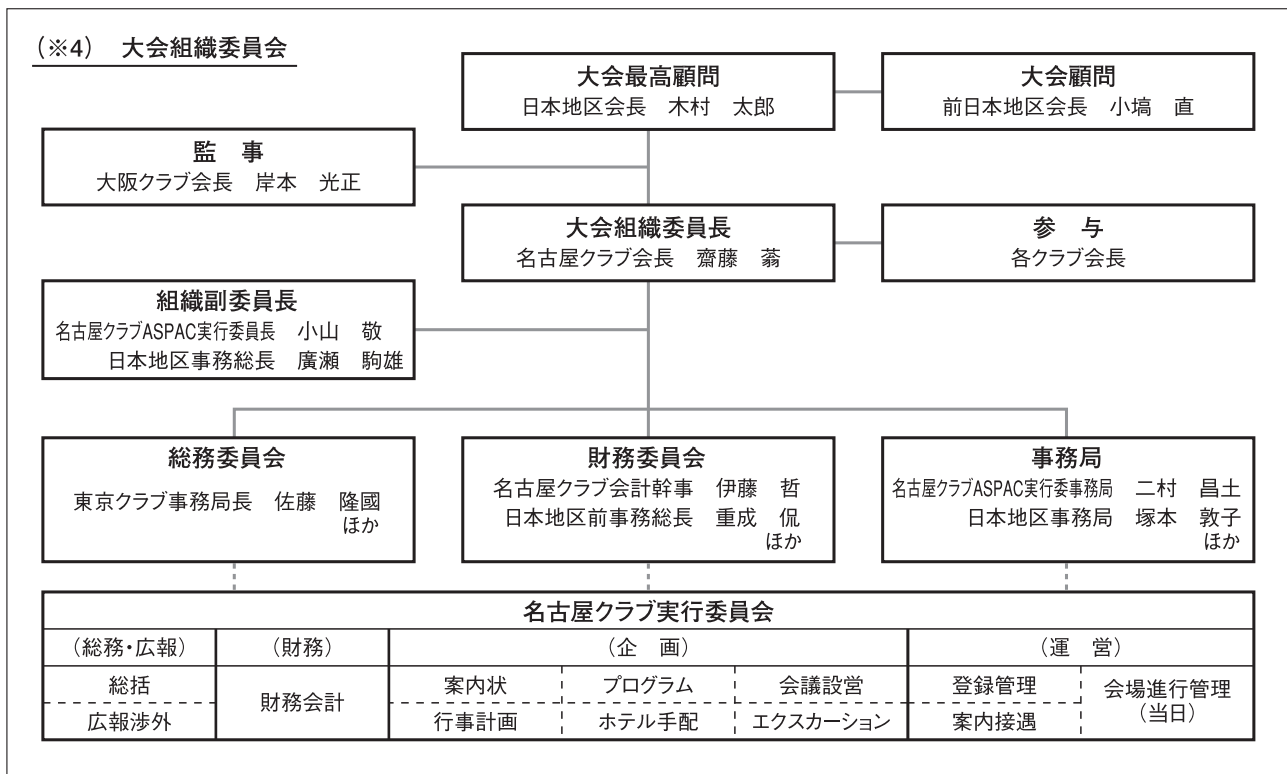 (※4) 大会組織委員会
大会最高顧問
日本地区会長 木村 太郎
大会顧問
前日本地区会長 小塙 直
監 事
大阪クラブ会長 岸本 光正
大会組織委員長
名古屋クラブ会長 齋藤 蓊
参 与
各クラブ会長
組織副委員長
名古屋クラブASPAC実行委員長 小山 敬
日本地区事務総長 廣瀬 駒雄
総務委員会
東京クラブ事務局長 佐藤 隆國
ほか
財務委員会
名古屋クラブ会計幹事 伊藤 哲
日本地区前事務総長 重成 侃
ほか
事務局
名古屋クラブASPAC実行委事務局 二村 昌土
日本地区事務局 塚本 敦子
ほか
名古屋クラブ実行委員会
(総務・広報) (財務) (企 画) (運 営)
総括 財務会計 案内状 プログラム 会議設営 登録管理 会場進行管理
(当日)
広報渉外 行事計画 ホテル手配 エクスカーション 案内接遇